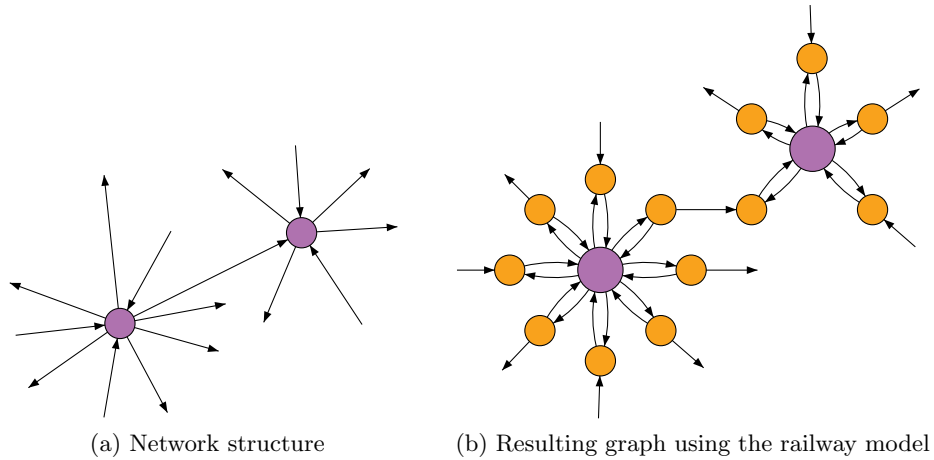 (a) Network structure
(b) Resulting graph using the railway model